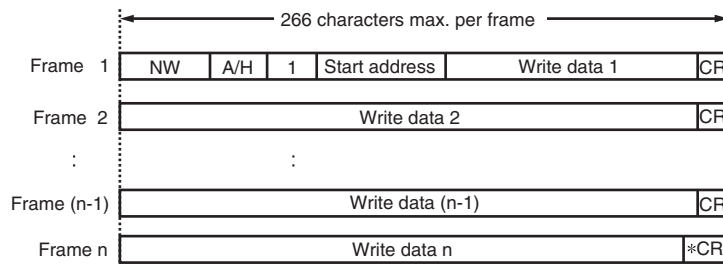 266 characters max. per frame
Frame 1 NW A/H 1 Start address Write data 1 CR
Frame 2 Write data 2 CR
: :
Frame (n-1) Write data (n-1) CR
Frame n Write data n *CR